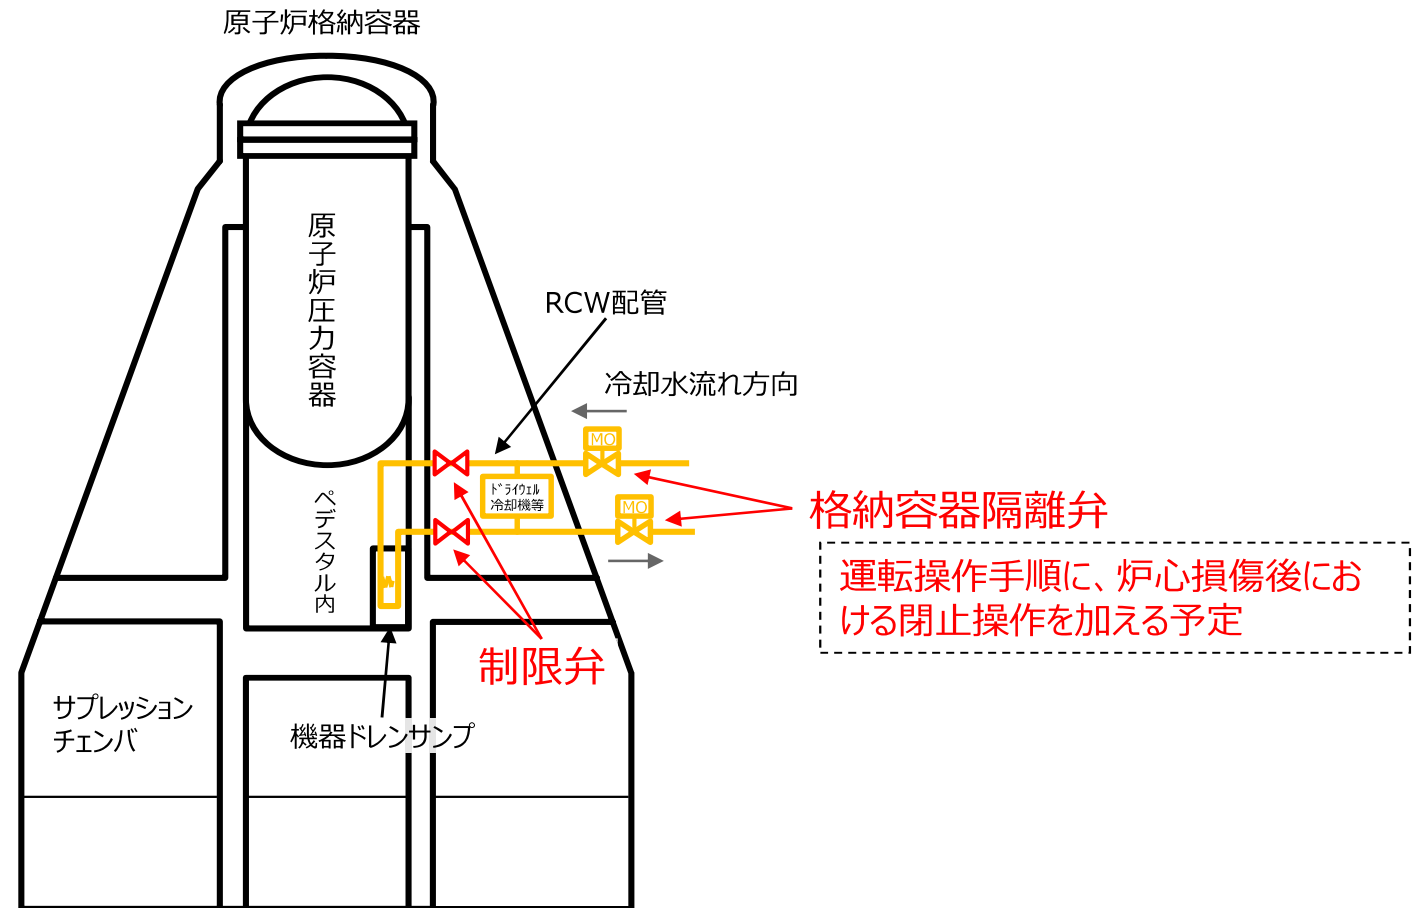 原子炉格納容器
原子炉圧力容器
RCW配管
冷却水流れ方向
MO
ﾄﾞﾗｲｳｪﾙ
冷却機等
MO
格納容器隔離弁
運転操作手順に、炉心損傷後にお
ける閉止操作を加える予定
ペデスタル内
制限弁
サプレッション
チェンバ
機器ドレンサンプ